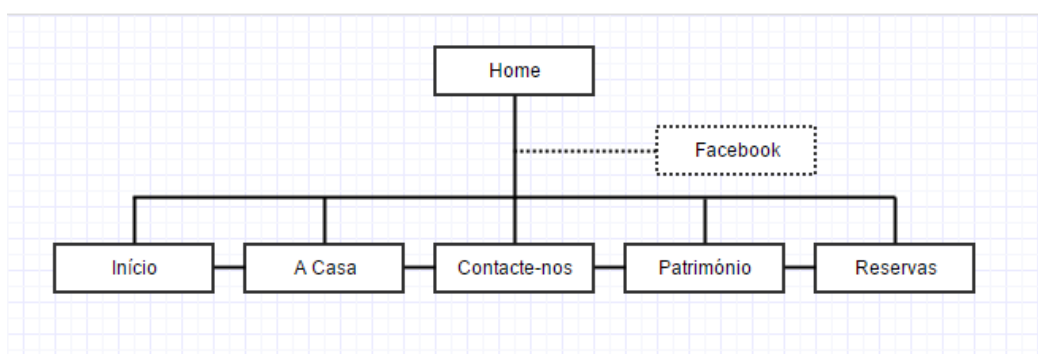 Home
Facebook
Início
A Casa
Contacte-nos
Património
Reservas